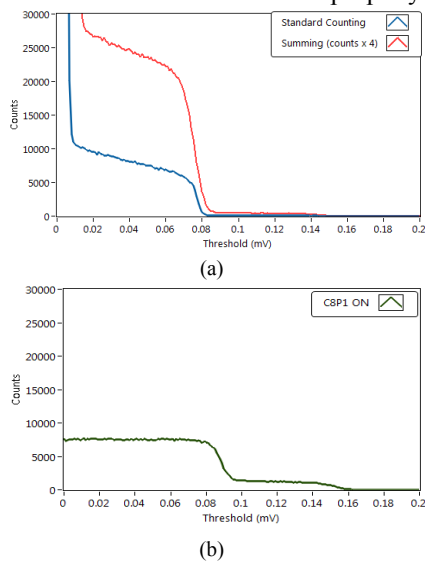 30000
25000
20000
15000
10000
5000
0
Counts
Standard Counting
Summing (counts x 4)
0 0.02 0.04 0.06 0.08 0.1 0.12 0.14 0.16 0.18 0.2
Threshold (mV)
(a)
30000
25000
20000
15000
10000
5000
0
Counts
C8P1 ON
0 0.02 0.04 0.06 0.08 0.1 0.12 0.14 0.16 0.18 0.2
Threshold (mV)
(b)